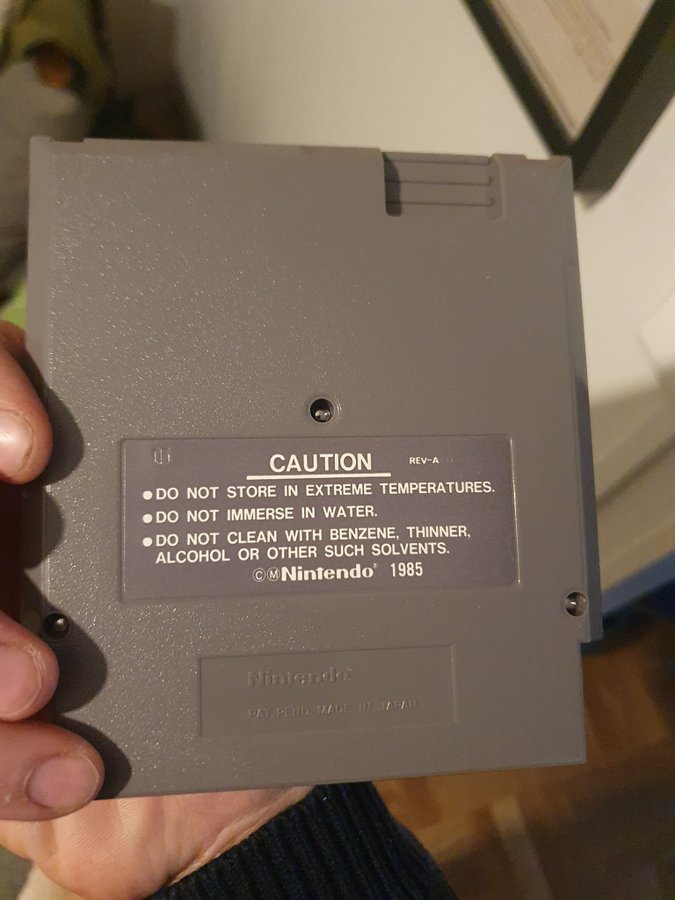 CAUTION REV-A
● DO NOT STORE IN EXTREME TEMPERATURES.
● DO NOT IMMERSE IN WATER.
● DO NOT CLEAN WITH BENZENE, THINNER,
ALCOHOL OR OTHER SUCH SOLVENTS.
©Ⓜ Nintendo® 1985
Nintendo®
PAT. PEND. MADE IN JAPAN